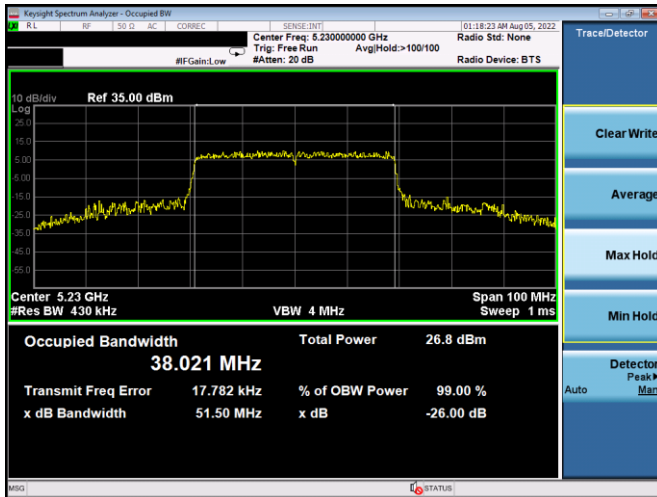 Keysight Spectrum Analyzer - Occupied BW
RL RF 50 Ω AC CORREC SENSE:INT 01:18:23 AM Aug 05, 2022
Center Freq: 5.230000000 GHz Radio Std: None
Trig: Free Run Avg|Hold:>100/100
#IFGain:Low #Atten: 20 dB Radio Device: BTS
10 dB/div Ref 35.00 dBm
Log
25.0
15.0
5.00
-5.00
-15.0
-25.0
-35.0
-45.0
-55.0
Center 5.23 GHz Span 100 MHz
#Res BW 430 kHz VBW 4 MHz Sweep 1 ms
Occupied Bandwidth Total Power 26.8 dBm
38.021 MHz
Transmit Freq Error 17.782 kHz % of OBW Power 99.00 %
x dB Bandwidth 51.50 MHz x dB -26.00 dB
MSG STATUS
Trace/Detector
Clear Write
Average
Max Hold
Min Hold
Detector
Peak
Auto Man